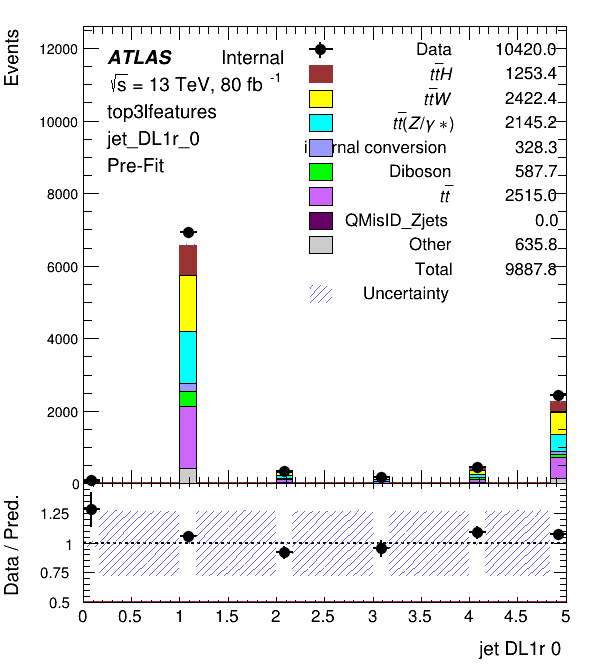 Events
12000
10000
8000
6000
4000
2000
0
ATLAS Internal
√s = 13 TeV, 80 fb⁻¹
top3lfeatures
jet_DL1r_0
Pre-Fit
Data 10420.0
tt̄H 1253.4
tt̄W 2422.4
tt̄(Z/γ*) 2145.2
internal conversion 328.3
Diboson 587.7
tt̄ 2515.0
QMisID_Zjets 0.0
Other 635.8
Total 9887.8
Uncertainty
Data / Pred.
1.25
1
0.75
0.5
0 0.5 1 1.5 2 2.5 3 3.5 4 4.5 5
jet DL1r 0